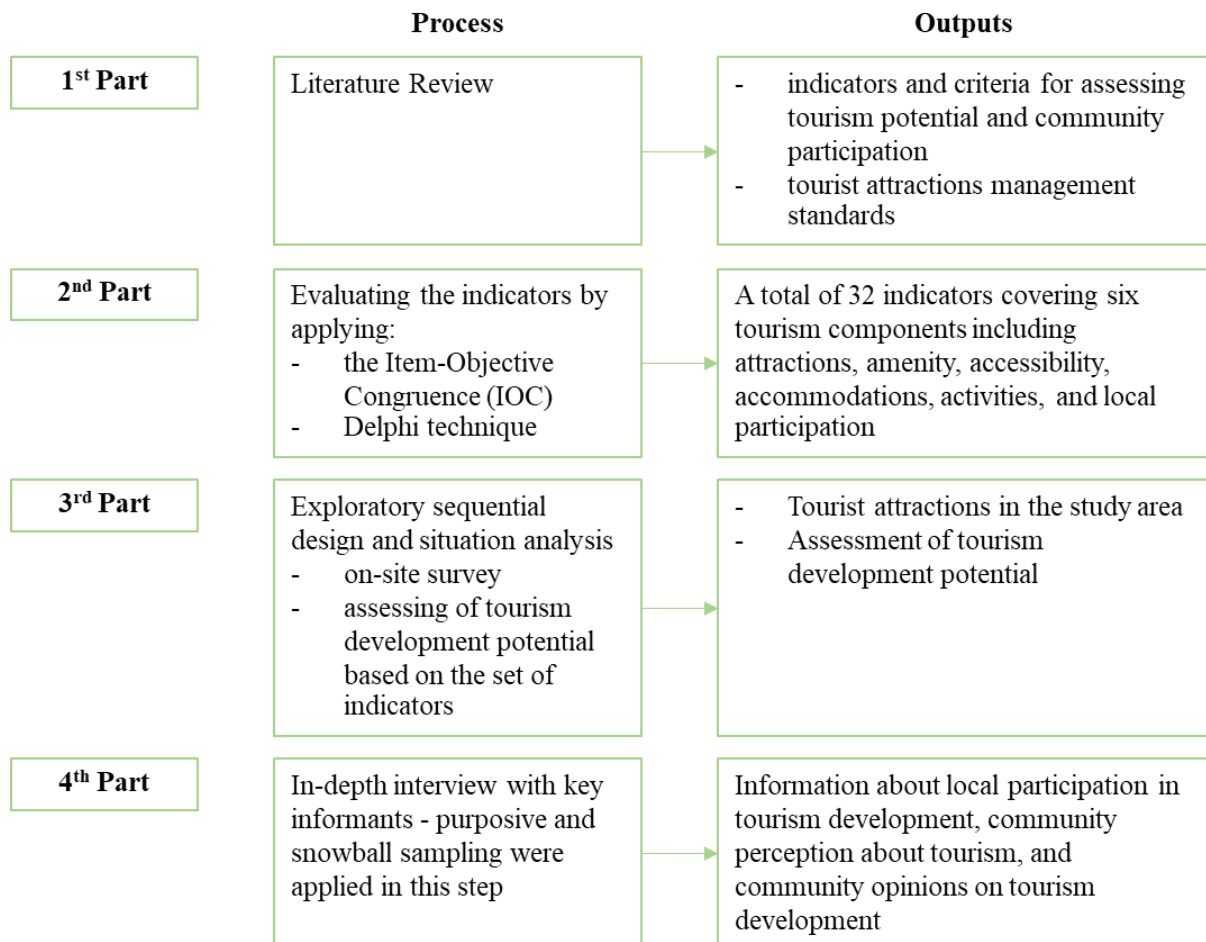 Process
Outputs
1st Part
Literature Review
- indicators and criteria for assessing
tourism potential and community
participation
- tourist attractions management
standards
2nd Part
Evaluating the indicators by
applying:
- the Item-Objective
Congruence (IOC)
- Delphi technique
A total of 32 indicators covering six
tourism components including
attractions, amenity, accessibility,
accommodations, activities, and local
participation
3rd Part
Exploratory sequential
design and situation analysis
- on-site survey
- assessing of tourism
development potential
based on the set of
indicators
- Tourist attractions in the study area
- Assessment of tourism
development potential
4th Part
In-depth interview with key
informants - purposive and
snowball sampling were
applied in this step
Information about local participation in
tourism development, community
perception about tourism, and
community opinions on tourism
development